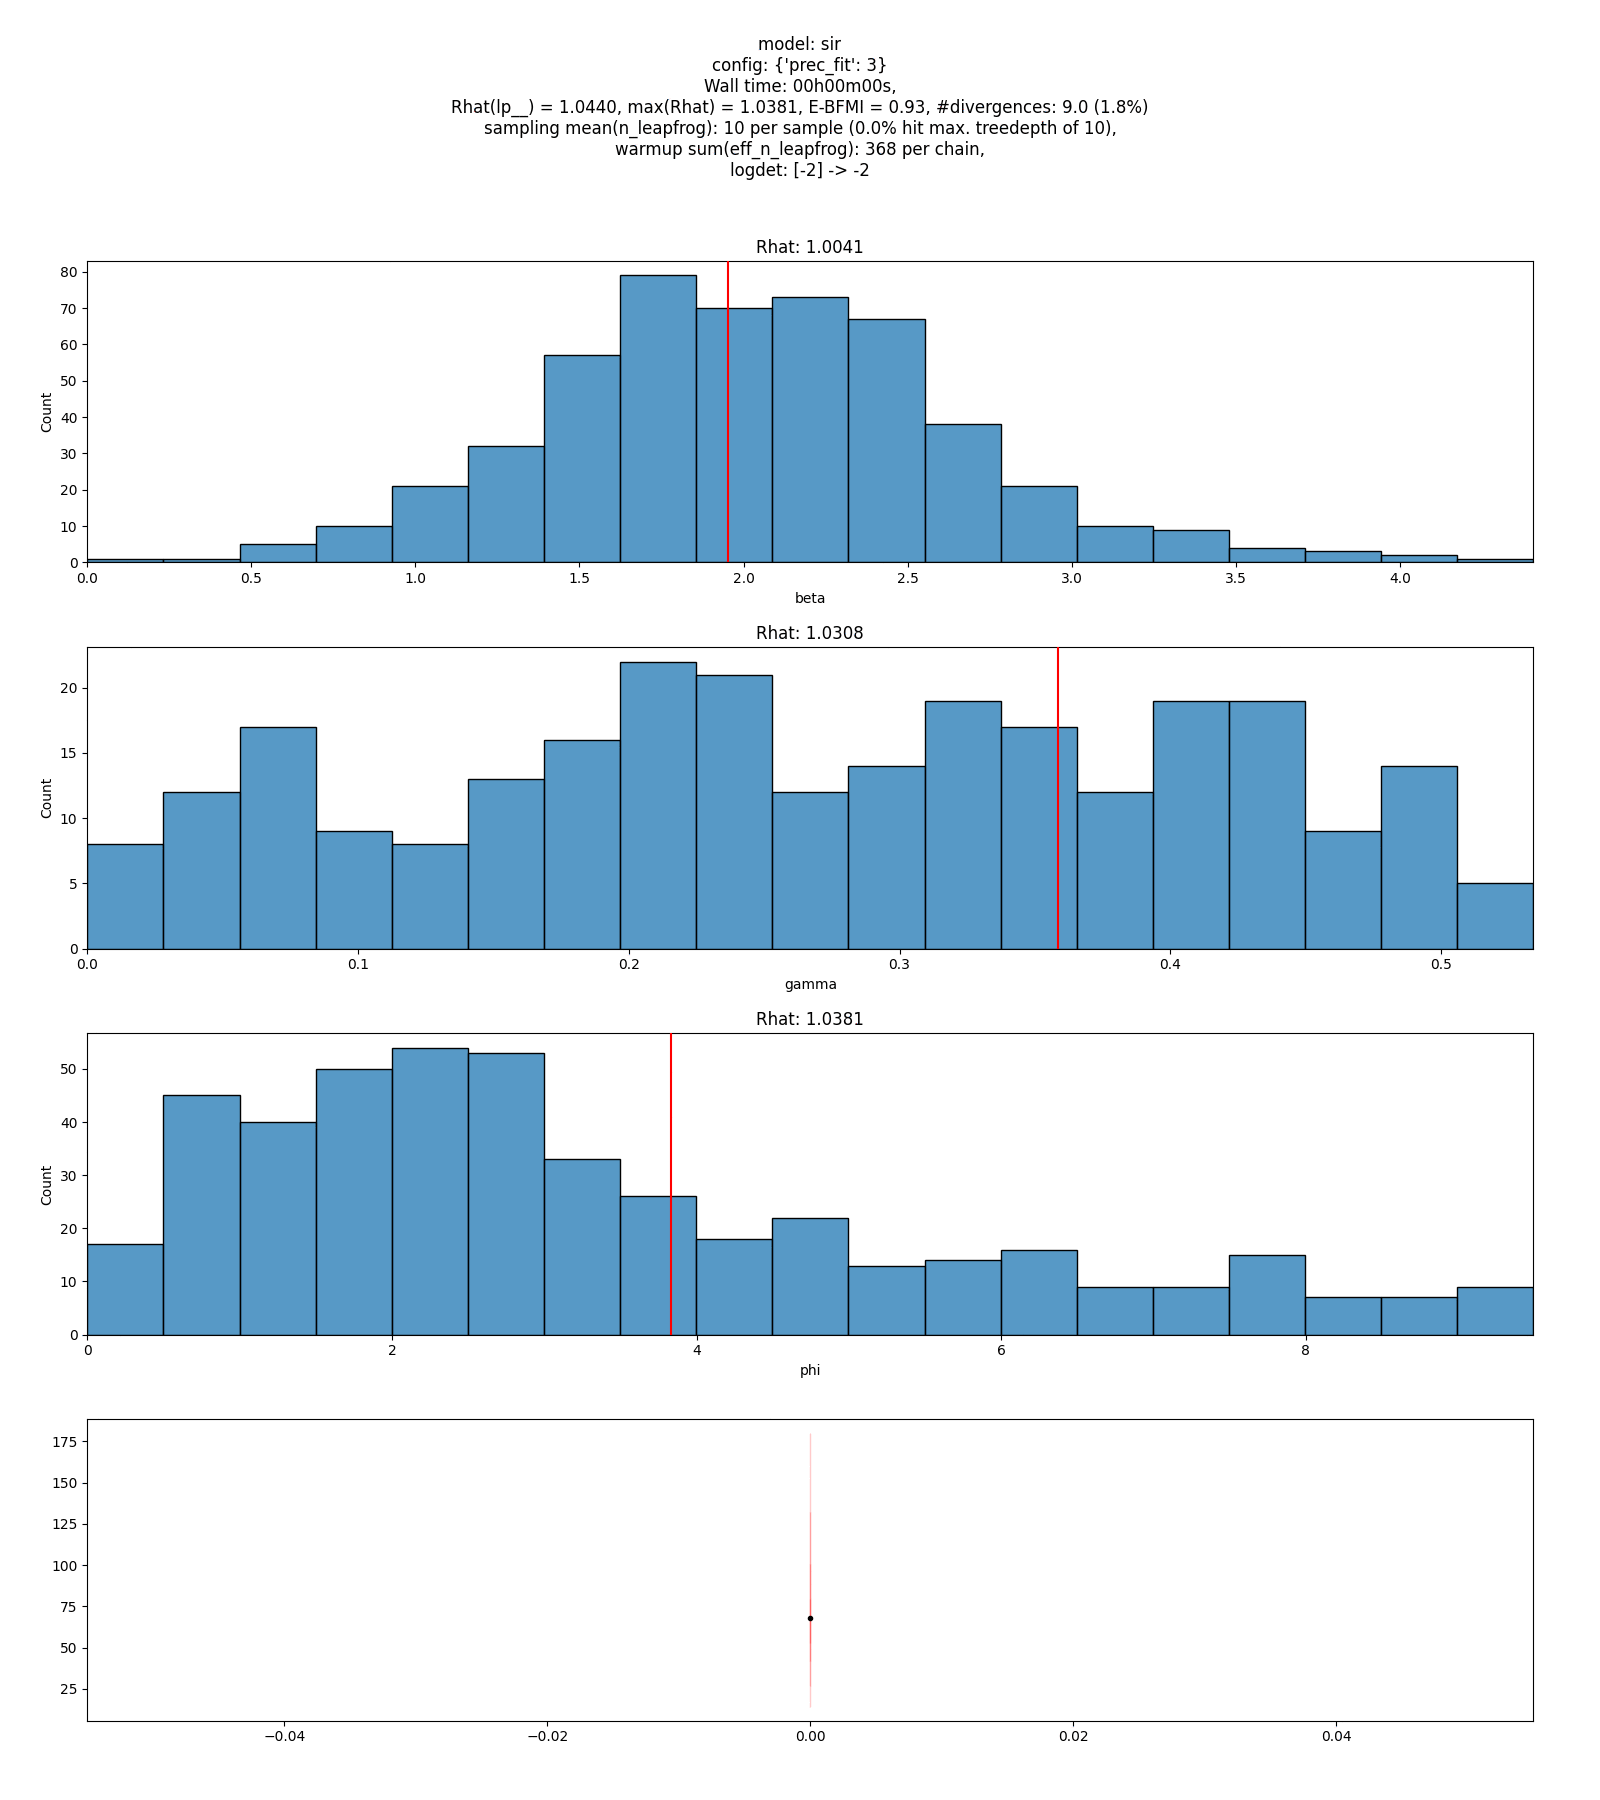 model: sir
config: {'prec_fit': 3}
Wall time: 00h00m00s,
Rhat(lp__) = 1.0440, max(Rhat) = 1.0381, E-BFMI = 0.93, #divergences: 9.0 (1.8%)
sampling mean(n_leapfrog): 10 per sample (0.0% hit max. treedepth of 10),
warmup sum(eff_n_leapfrog): 368 per chain,
logdet: [-2] -> -2
Rhat: 1.0041
80
70
60
50
40
30
20
10
0
Count
0.0 0.5 1.0 1.5 2.0 2.5 3.0 3.5 4.0
beta
Rhat: 1.0308
20
15
10
5
0
Count
0.0 0.1 0.2 0.3 0.4 0.5
gamma
Rhat: 1.0381
50
40
30
20
10
0
Count
0 2 4 6 8
phi
175
150
125
100
75
50
25
−0.04 −0.02 0.00 0.02 0.04